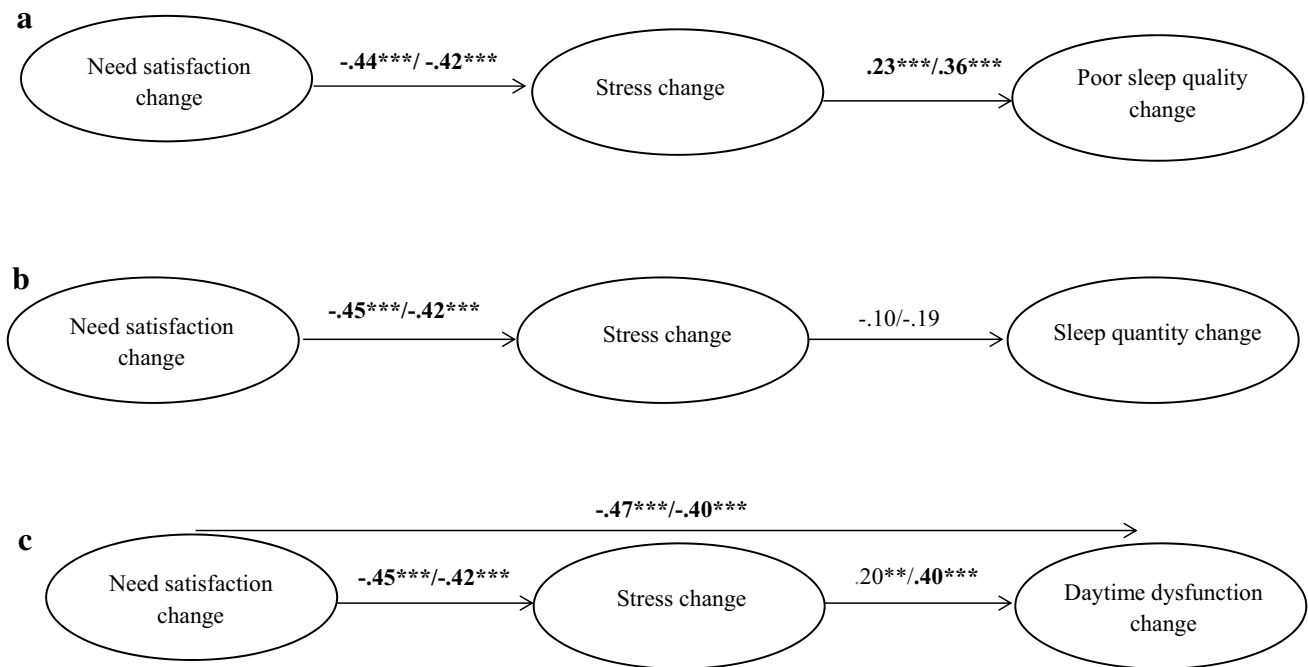 a
Need satisfaction
change
-.44***/ -.42***
Stress change
.23***/.36***
Poor sleep quality
change
b
Need satisfaction
change
-.45***/-.42***
Stress change
-.10/-.19
Sleep quantity change
c
-.47***/-.40***
Need satisfaction
change
-.45***/-.42***
Stress change
.20**/.40***
Daytime dysfunction
change